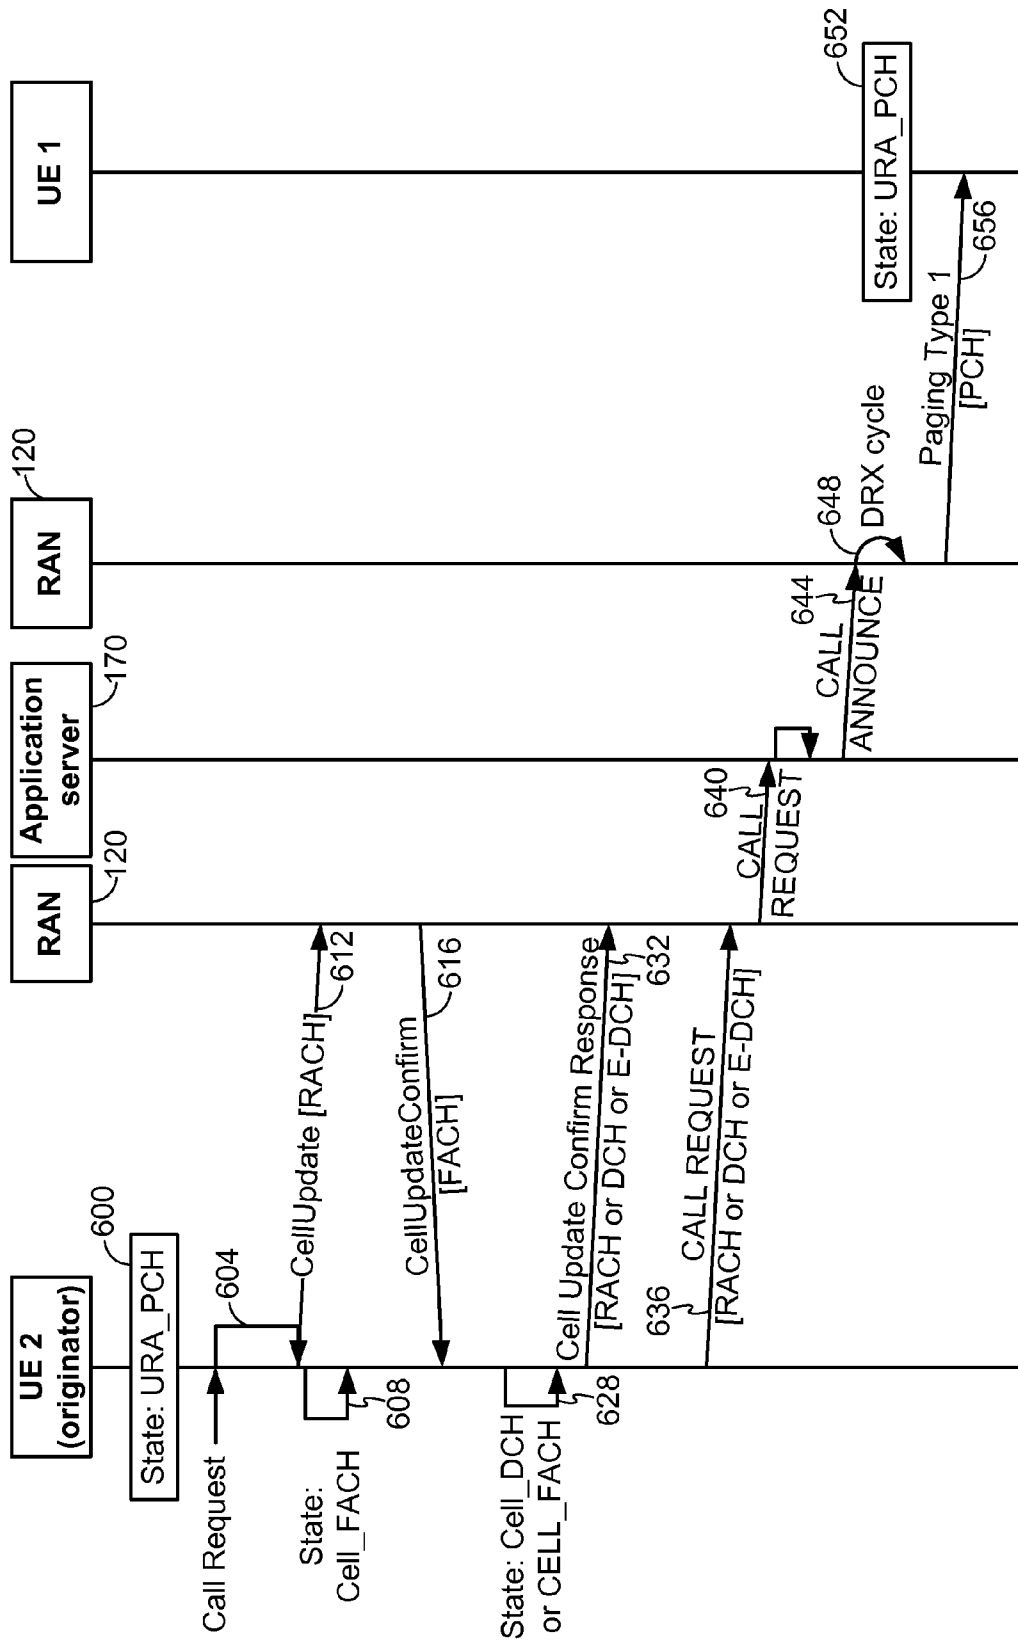 UE 2
(originator)
RAN
120
Application
server
170
RAN
120
UE 1
State: URA_PCH
600
Call Request
604
State:
Cell_FACH
608
CellUpdate [RACH]
612
CellUpdateConfirm
[FACH]
616
State: Cell_DCH
or CELL_FACH
628
Cell Update Confirm Response
[RACH or DCH or E-DCH]
632
636
CALL REQUEST
[RACH or DCH or E-DCH]
640
CALL
REQUEST
644
CALL
ANNOUNCE
648
DRX cycle
State: URA_PCH
652
Paging Type 1
[PCH]
656